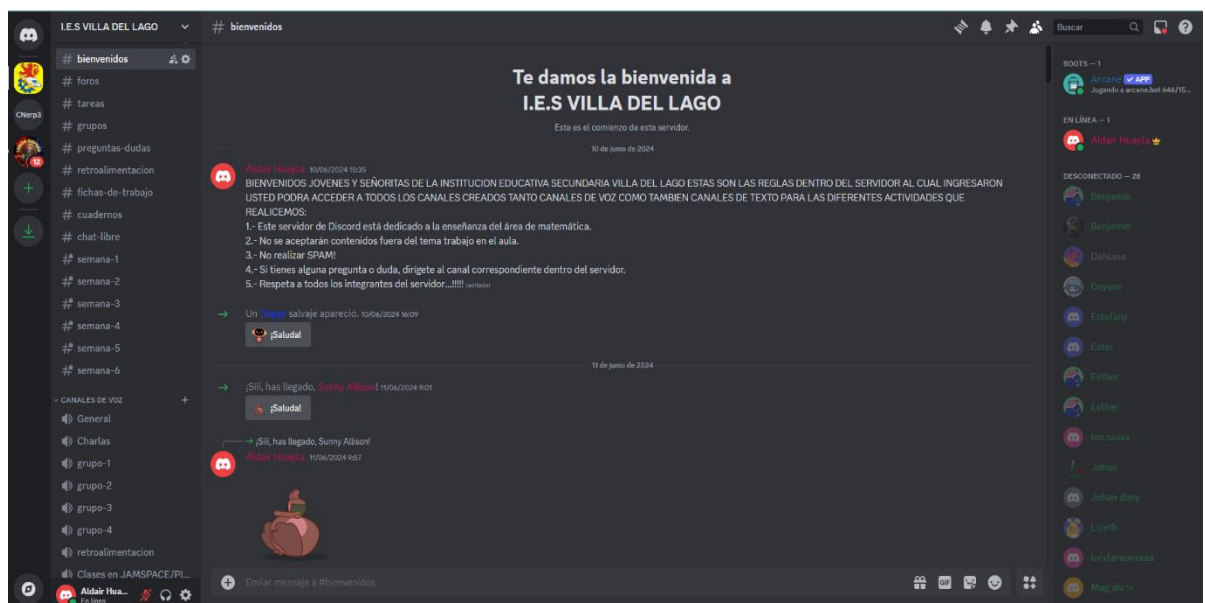 I.E.S VILLA DEL LAGO
# bienvenidos
Buscar
CNerp3
12
# bienvenidos
# foros
# tareas
# grupos
# preguntas-dudas
# retroalimentacion
# fichas-de-trabajo
# cuadernos
# chat-libre
# semana-1
# semana-2
# semana-3
# semana-4
# semana-5
# semana-6
CANALES DE VOZ
General
Charlas
grupo-1
grupo-2
grupo-3
grupo-4
retroalimentacion
Clases en JAMSPACE/PI...
Aldair Hua...
En línea
Te damos la bienvenida a
I.E.S VILLA DEL LAGO
Este es el comienzo de este servidor.
10 de junio de 2024
Aldair Huayta 10/06/2024 15:35
BIENVENIDOS JOVENES Y SEÑORITAS DE LA INSTITUCION EDUCATIVA SECUNDARIA VILLA DEL LAGO ESTAS SON LAS REGLAS DENTRO DEL SERVIDOR AL CUAL INGRESARON
USTED PODRA ACCEDER A TODOS LOS CANALES CREADOS TANTO CANALES DE VOZ COMO TAMBIEN CANALES DE TEXTO PARA LAS DIFERENTES ACTIVIDADES QUE
REALICEMOS:
1.- Este servidor de Discord está dedicado a la enseñanza del área de matemática.
2.- No se aceptarán contenidos fuera del tema trabajo en el aula.
3.- No realizar SPAM!
4.- Si tienes alguna pregunta o duda, dirígete al canal correspondiente dentro del servidor.
5.- Respeta a todos los integrantes del servidor...!!!!! (editado)
Un salvaje apareció. 10/06/2024 16:09
¡Saluda!
11 de junio de 2024
¡Siii, has llegado, Sunny Allison! 11/06/2024 9:01
¡Saluda!
¡Siii, has llegado, Sunny Allison!
Aldair Huayta 11/06/2024 9:57
Enviar mensaje a #bienvenidos
GIF
BOOTS — 1
Arcane APP
Jugando a arcane.bot 646/15...
EN LÍNEA — 1
Aldair Huayta
DESCONECTADO — 28
Benjamin
Benjamin
Dahiana
Dayane
Estefany
Ester
Esther
Esther
Johan
Johan dony
Lizeth
Mag alv :v